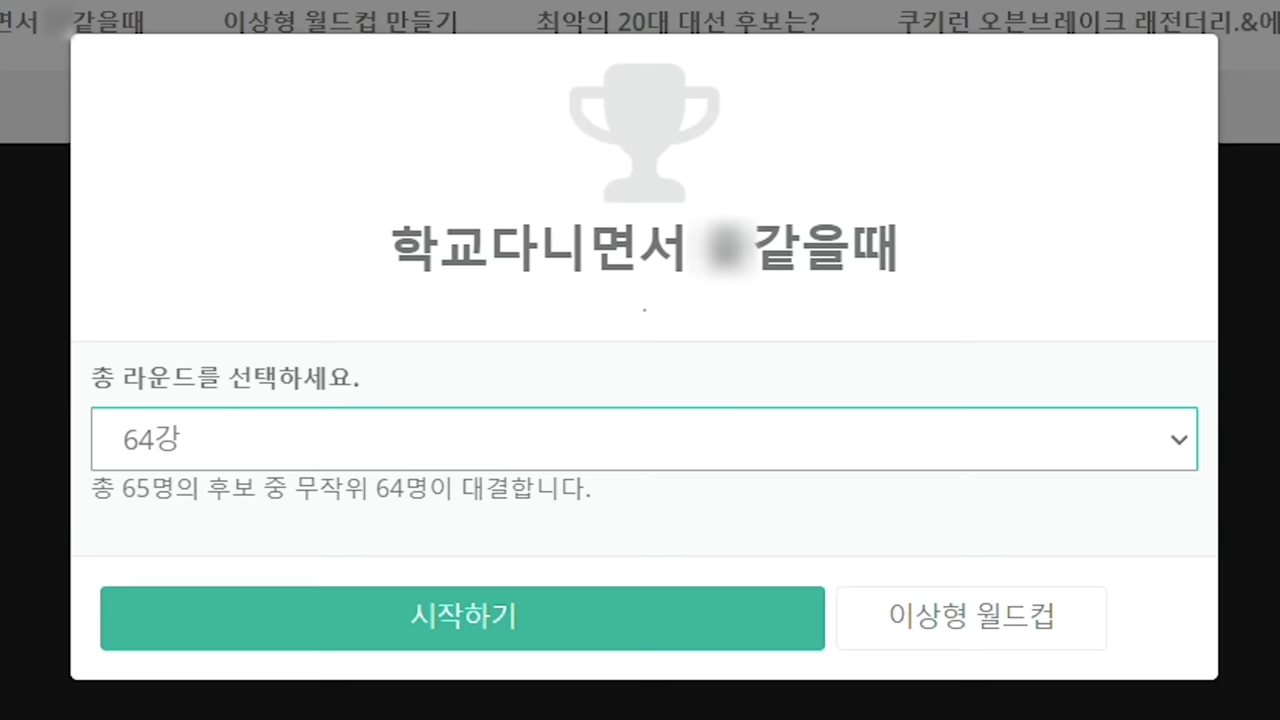 면서 같을때 이상형 월드컵 만들기 최악의 20대 대선 후보는? 쿠키런 오븐브레이크 래전더리.&에
학교다니면서 같을때
.
총 라운드를 선택하세요.
64강
총 65명의 후보 중 무작위 64명이 대결합니다.
시작하기 이상형 월드컵